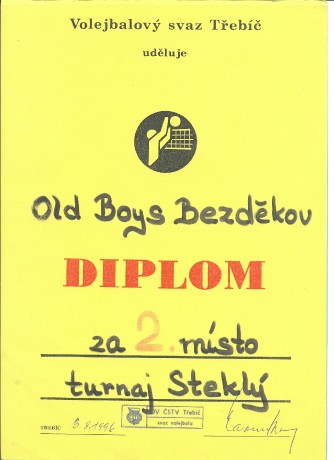 Volejbalový svaz Třebíč
uděluje
Old Boys Bezděkov
DIPLOM
za 2. místo
turnaj Steklý
TŘEBÍČ 3.8.1996
OV ČSTV Třebíč
svaz volejbalu